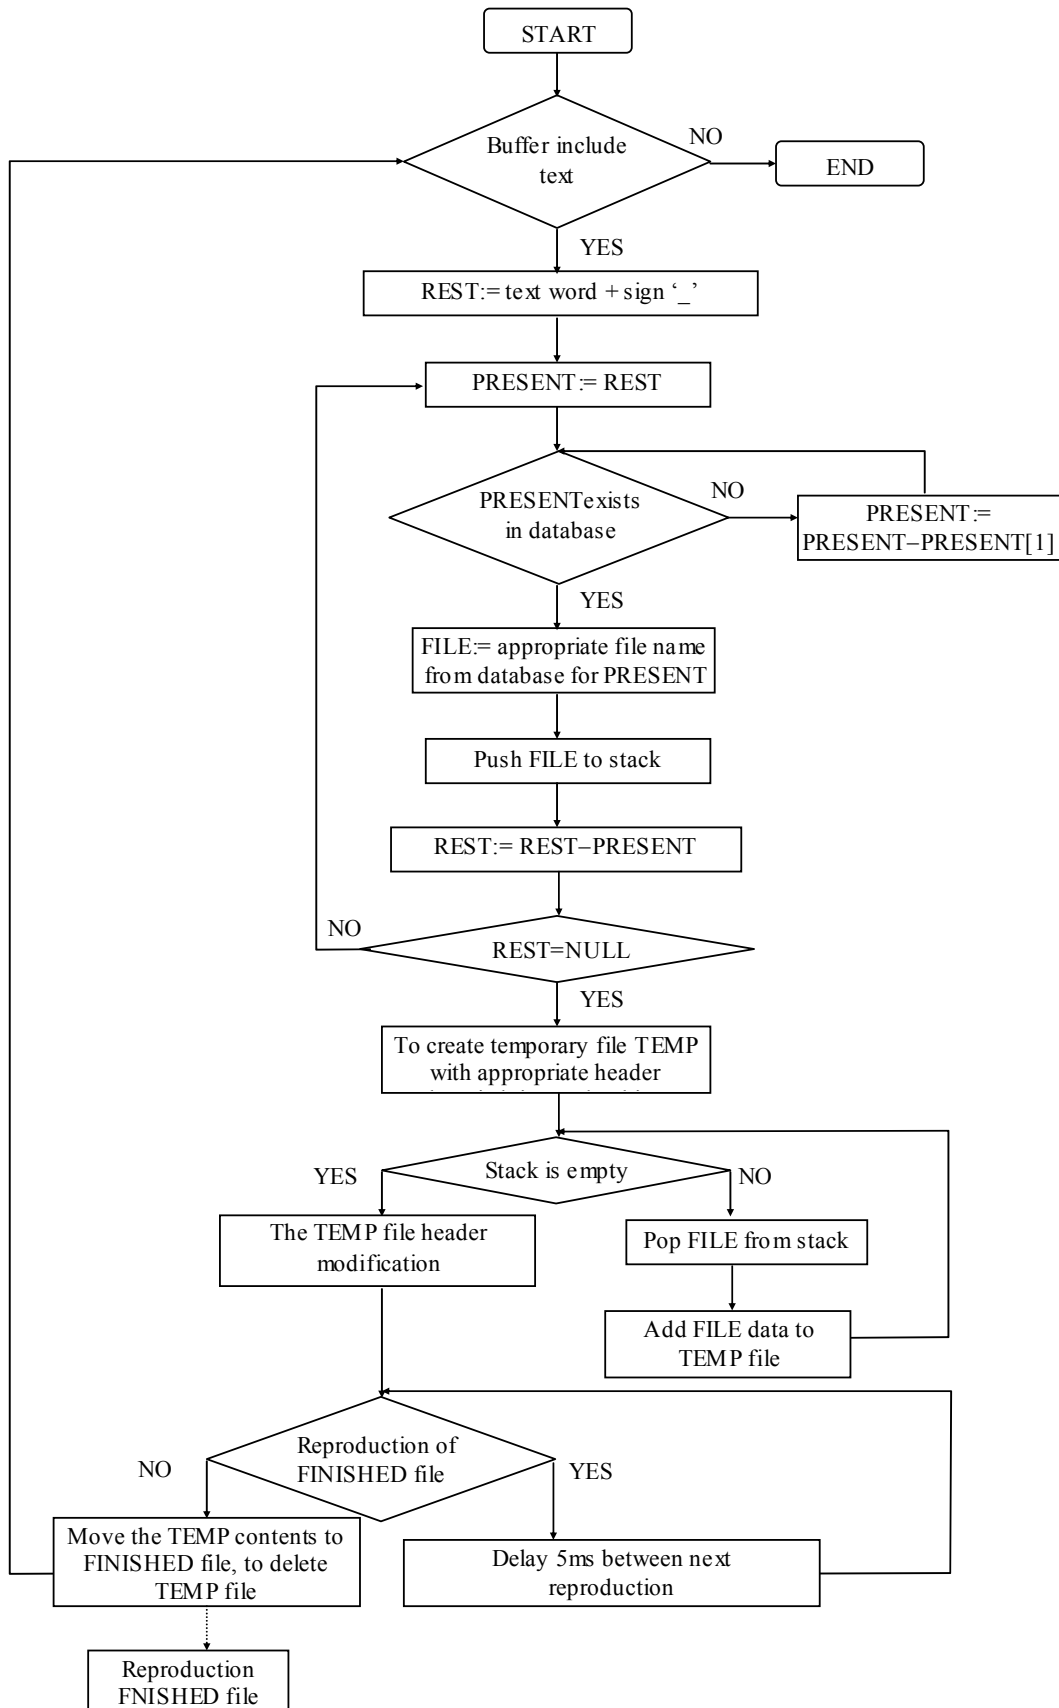 START
Buffer include
text
NO
END
YES
REST:= text word + sign ‘_’
PRESENT:= REST
PRESENTexists
in database
NO
PRESENT:=
PRESENT–PRESENT[1]
YES
FILE:= appropriate file name
from database for PRESENT
Push FILE to stack
REST:= REST–PRESENT
NO
REST=NULL
YES
To create temporary file TEMP
with appropriate header
YES
Stack is empty
NO
The TEMP file header
modification
Pop FILE from stack
Add FILE data to
TEMP file
Reproduction of
FINISHED file
NO
YES
Move the TEMP contents to
FINISHED file, to delete
TEMP file
Delay 5ms between next
reproduction
Reproduction
FNISHED file